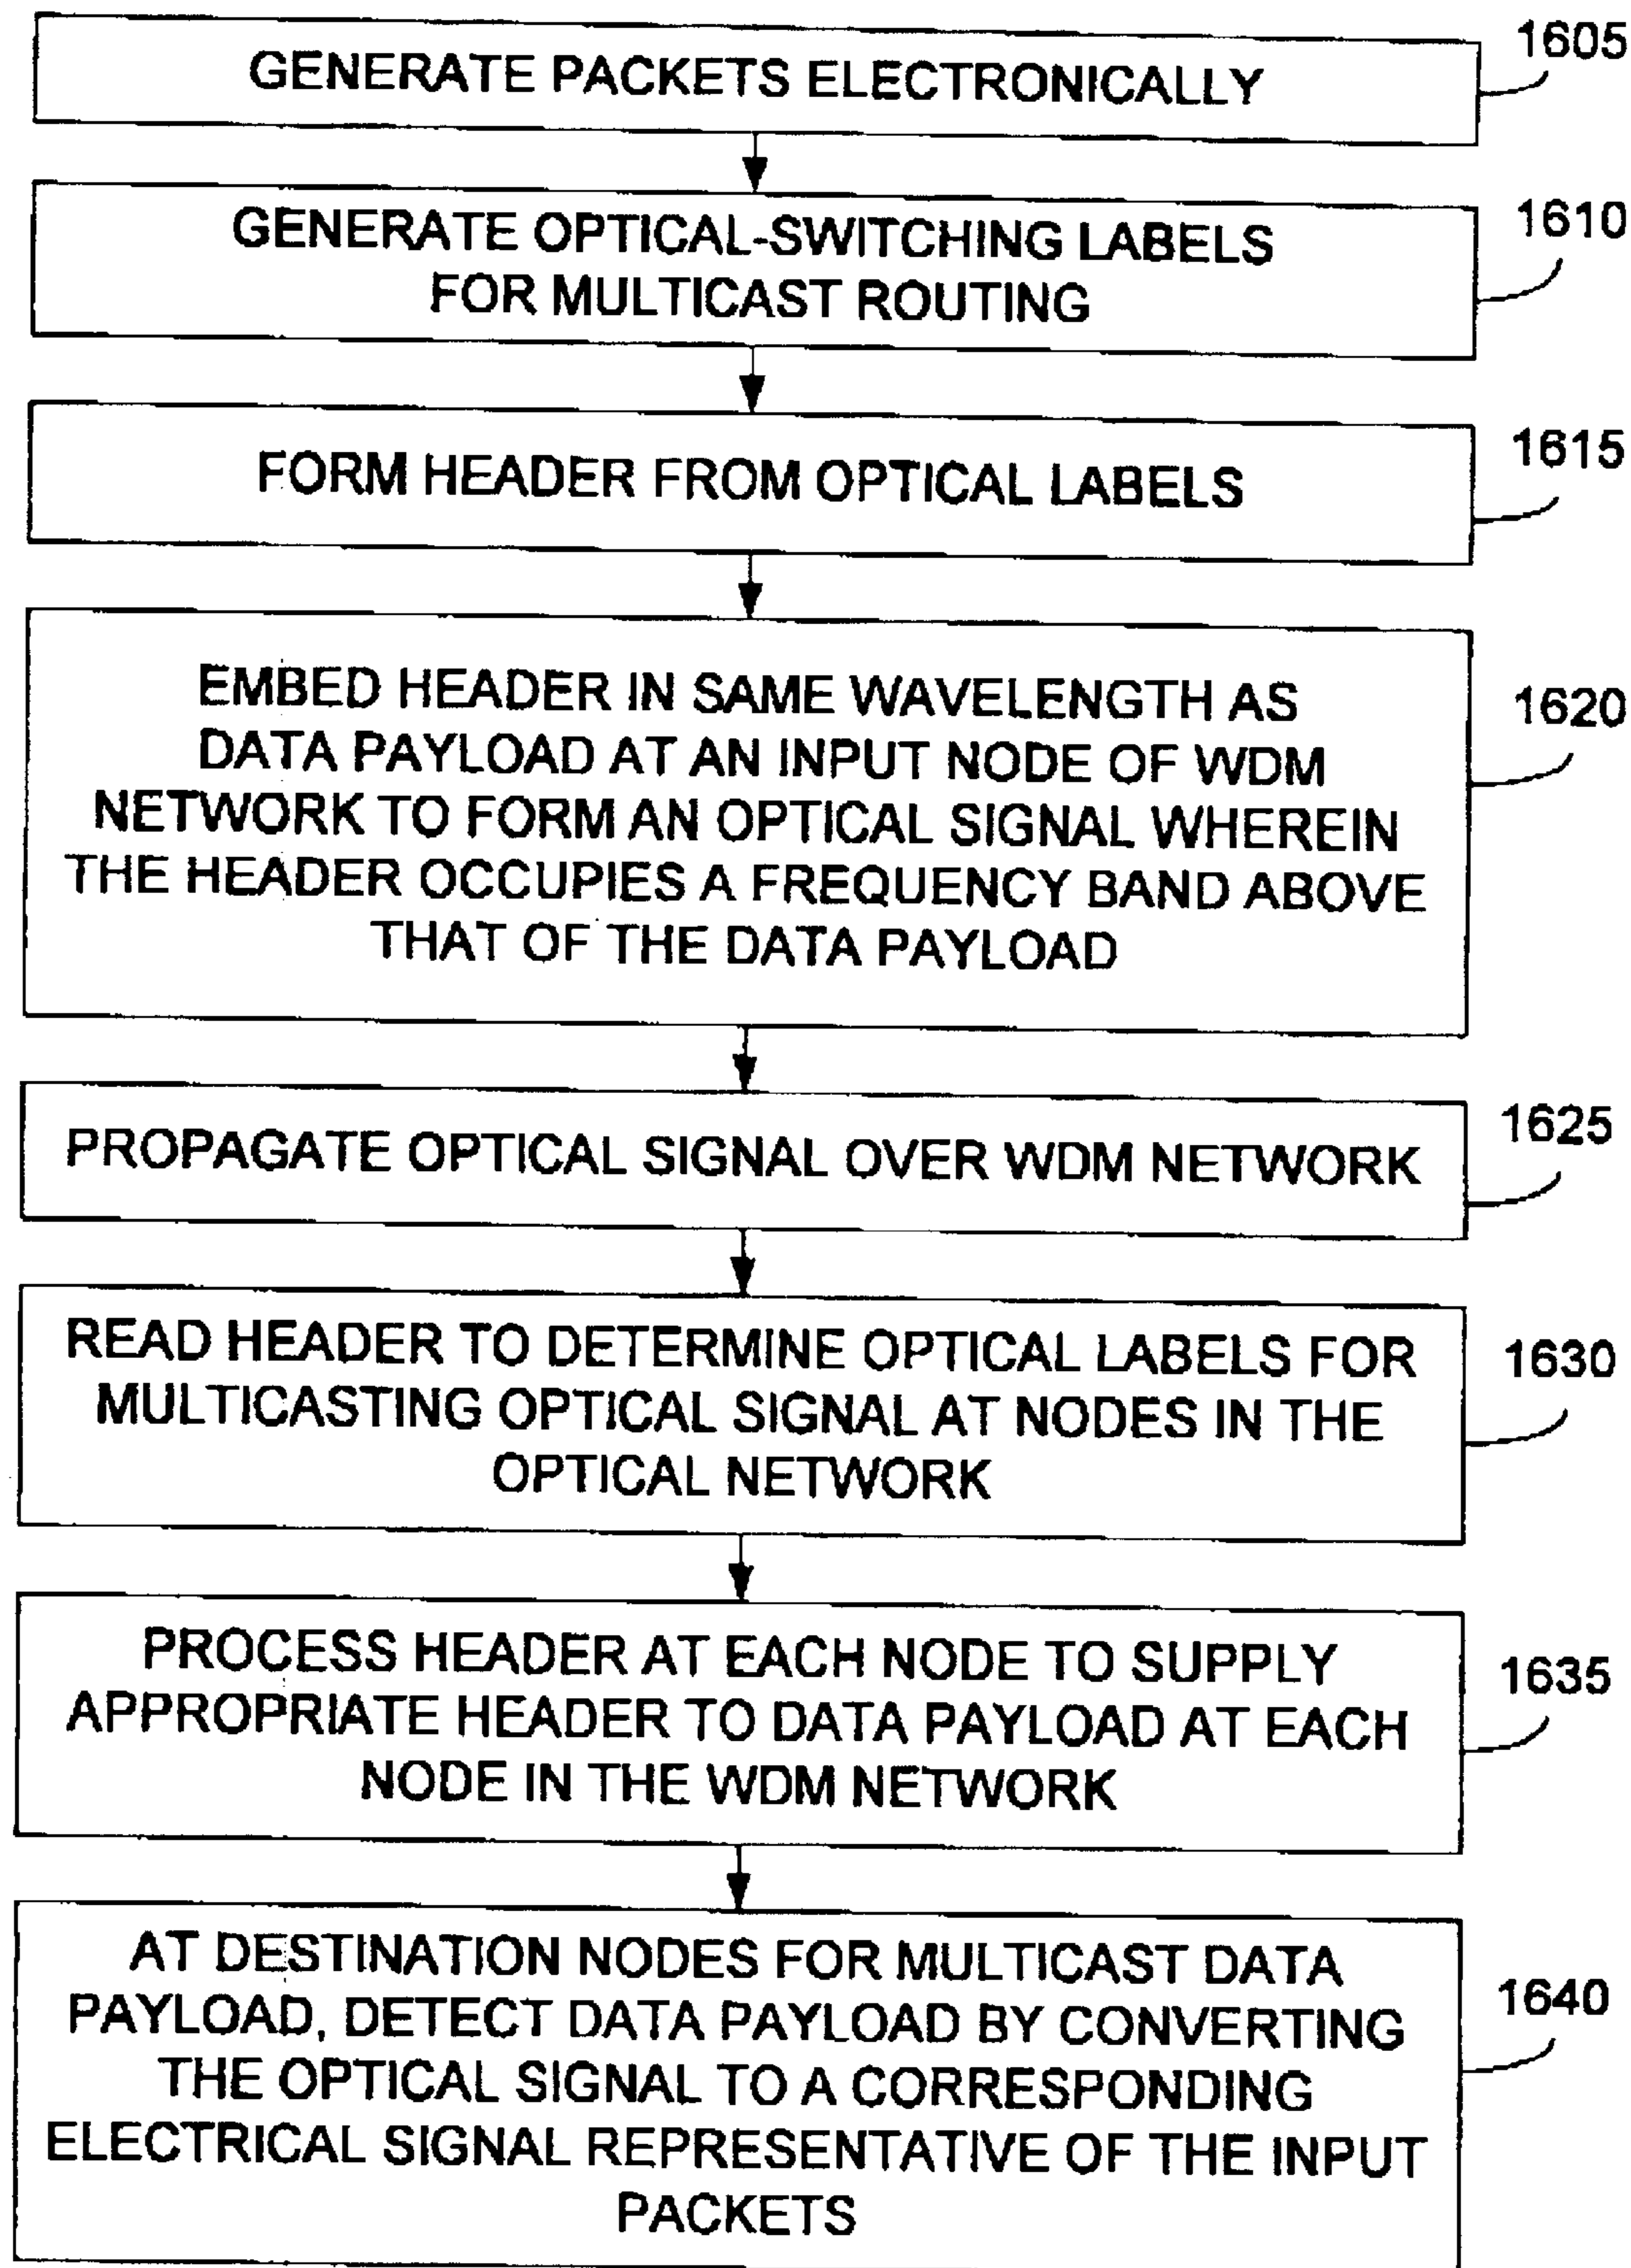 GENERATE PACKETS ELECTRONICALLY
1605
GENERATE OPTICAL-SWITCHING LABELS
FOR MULTICAST ROUTING
1610
FORM HEADER FROM OPTICAL LABELS
1615
EMBED HEADER IN SAME WAVELENGTH AS
DATA PAYLOAD AT AN INPUT NODE OF WDM
NETWORK TO FORM AN OPTICAL SIGNAL WHEREIN
THE HEADER OCCUPIES A FREQUENCY BAND ABOVE
THAT OF THE DATA PAYLOAD
1620
PROPAGATE OPTICAL SIGNAL OVER WDM NETWORK
1625
READ HEADER TO DETERMINE OPTICAL LABELS FOR
MULTICASTING OPTICAL SIGNAL AT NODES IN THE
OPTICAL NETWORK
1630
PROCESS HEADER AT EACH NODE TO SUPPLY
APPROPRIATE HEADER TO DATA PAYLOAD AT EACH
NODE IN THE WDM NETWORK
1635
AT DESTINATION NODES FOR MULTICAST DATA
PAYLOAD, DETECT DATA PAYLOAD BY CONVERTING
THE OPTICAL SIGNAL TO A CORRESPONDING
ELECTRICAL SIGNAL REPRESENTATIVE OF THE INPUT
PACKETS
1640